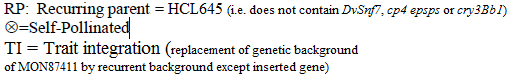 RP:  Recurring parent = HCL645 (i.e. does not contain DvSnf7, cp4 epsps or cry3Bb1)
⊗=Self-Pollinated
TI = Trait integration (replacement of genetic background
of MON87411 by recurrent background except inserted gene)